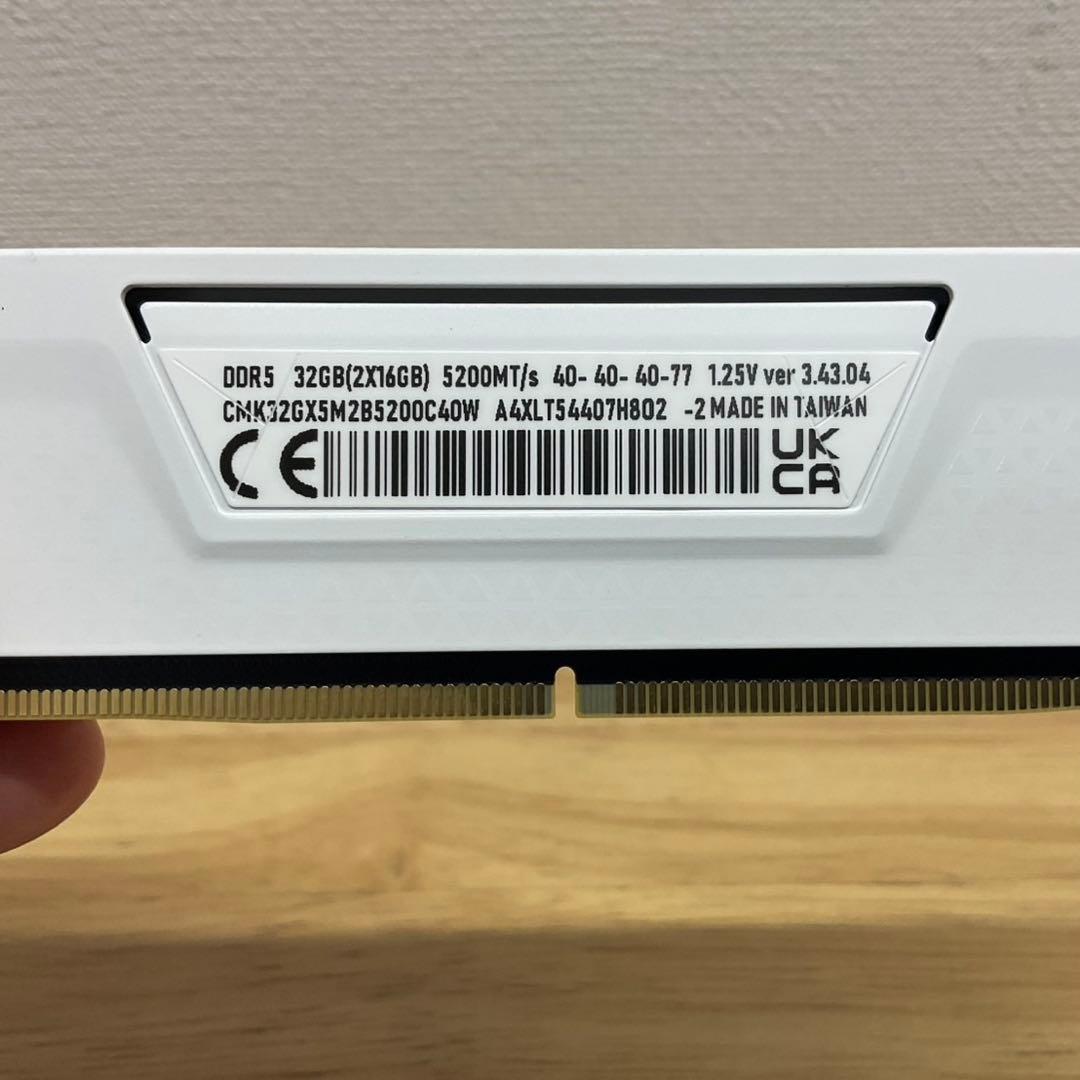 DDR5 32GB(2X16GB) 5200MT/s 40- 40- 40-77 1.25V ver 3.43.04
CMK32GX5M2B5200C40W A4XLT54407H802 -2 MADE IN TAIWAN
CE UK
CA